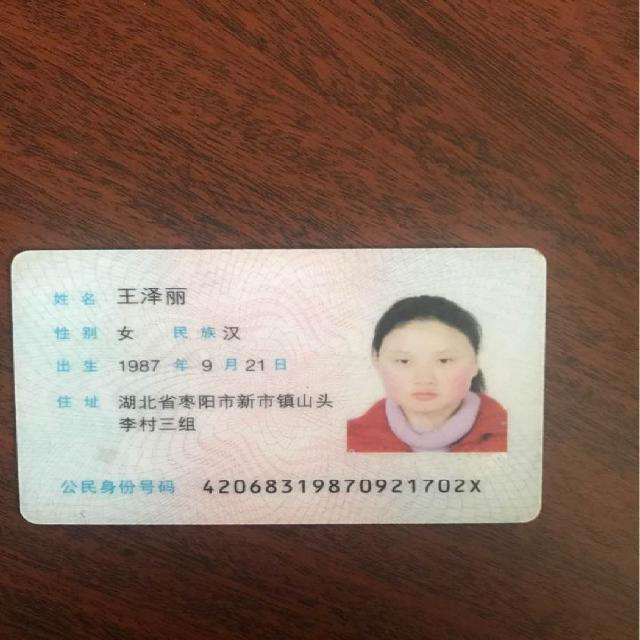 姓名 王泽丽
性别 女 民族 汉
出生 1987 年 9 月 21 日
住址 湖北省枣阳市新市镇山头
李村三组
公民身份号码 42068319870921702X